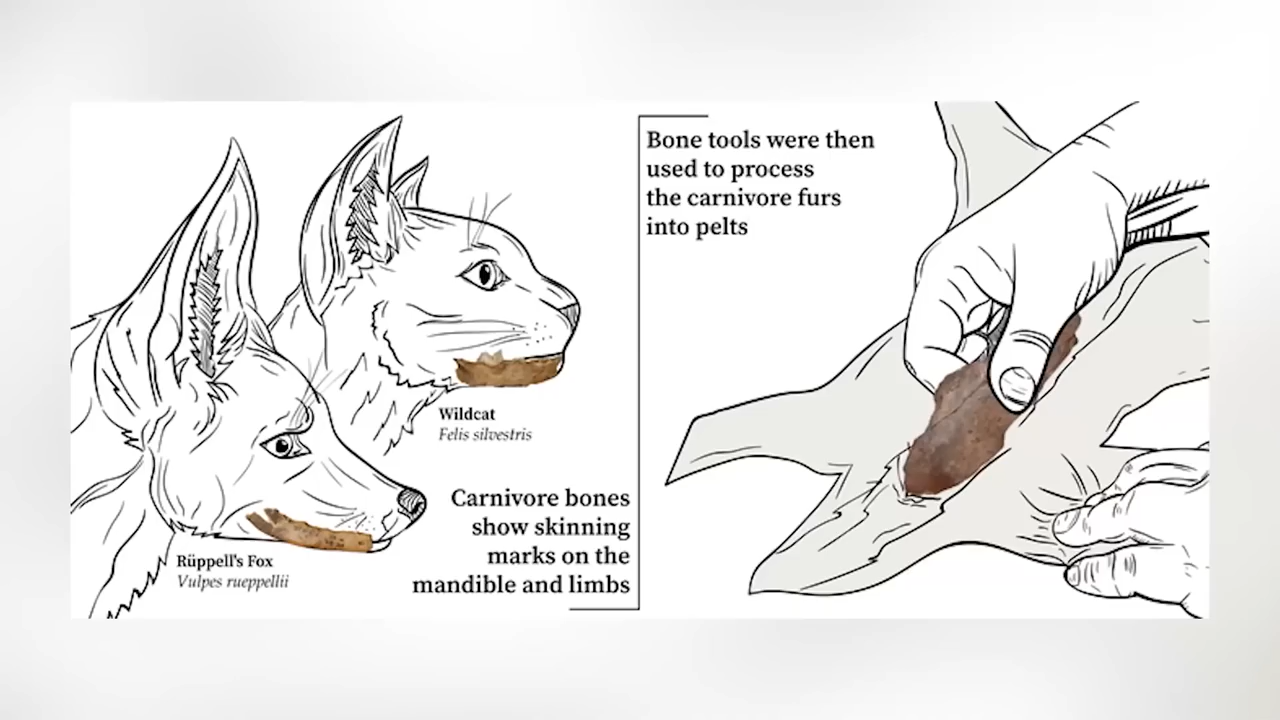 Wildcat
Felis silvestris
Rüppell's Fox
Vulpes rueppellii
Carnivore bones
show skinning
marks on the
mandible and limbs
Bone tools were then
used to process
the carnivore furs
into pelts